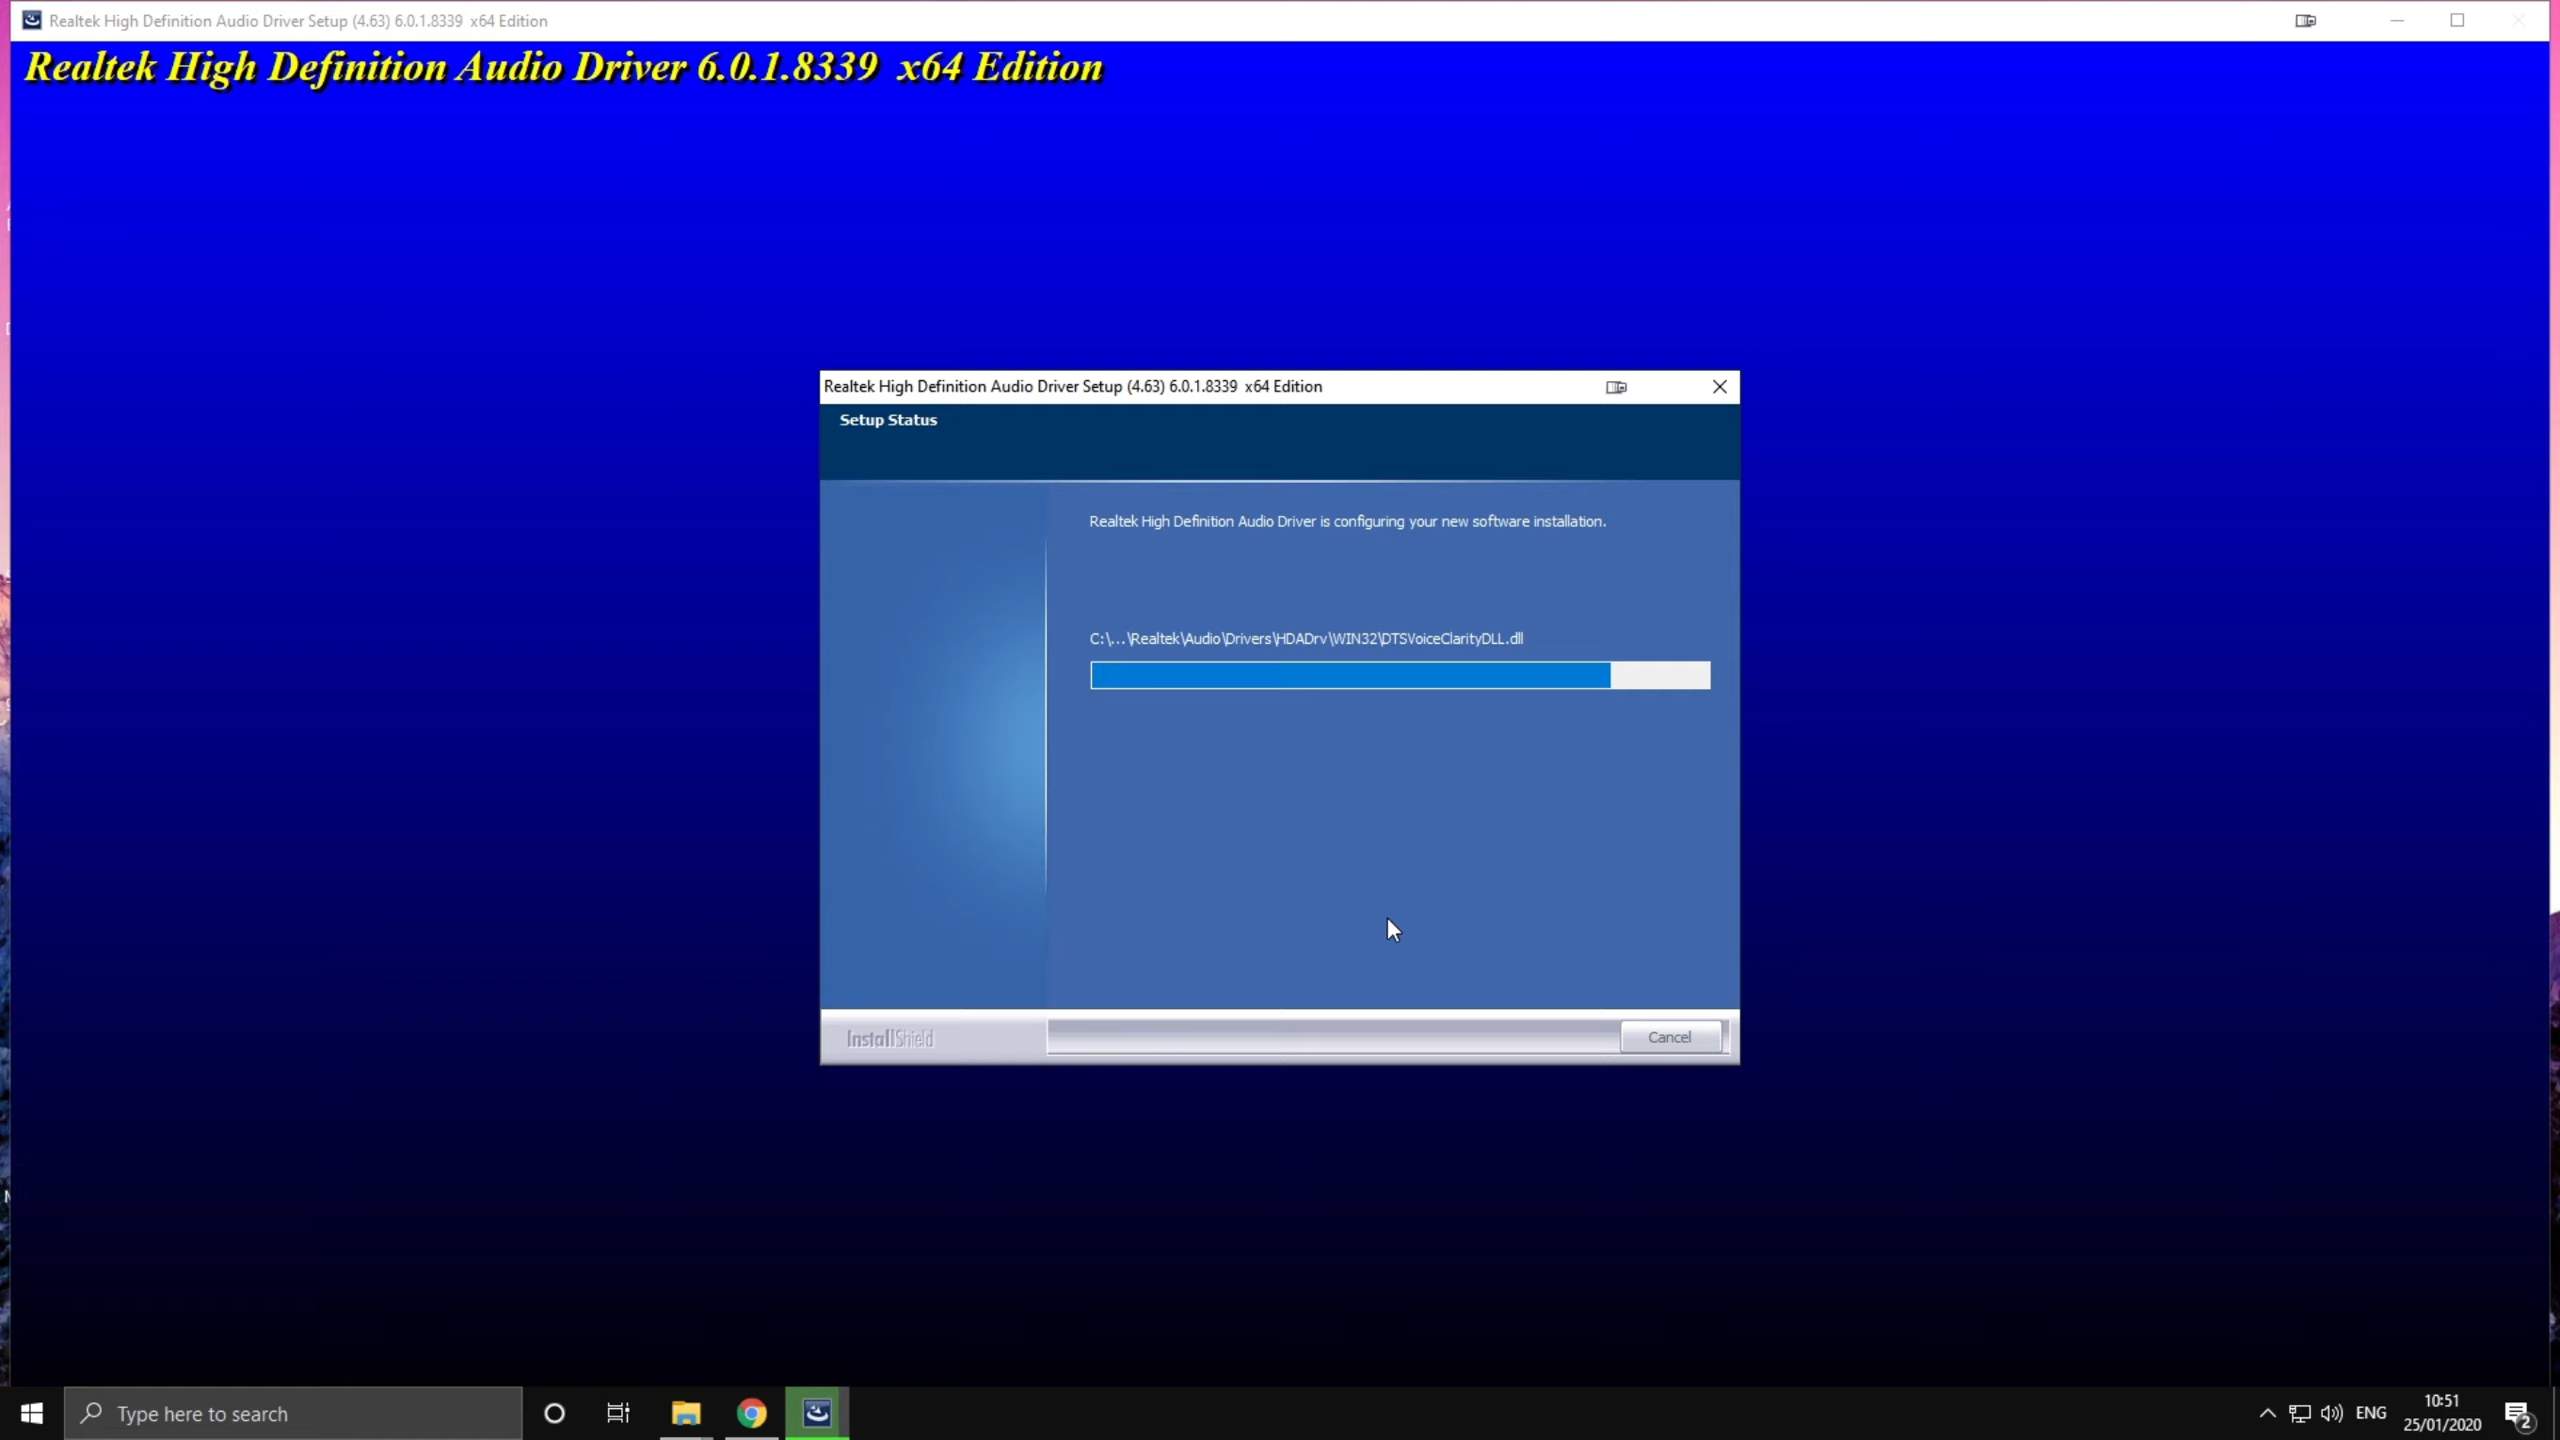 Realtek High Definition Audio Driver Setup (4.63) 6.0.1.8339 x64 Edition
Realtek High Definition Audio Driver 6.0.1.8339 x64 Edition
Realtek High Definition Audio Driver Setup (4.63) 6.0.1.8339 x64 Edition
Setup Status
Realtek High Definition Audio Driver is configuring your new software installation.
C:\...\Realtek\Audio\Drivers\HDADrv\WIN32\DTSVoiceClarityDLL.dll
InstallShield
Cancel
Type here to search
ENG
10:51
25/01/2020
2